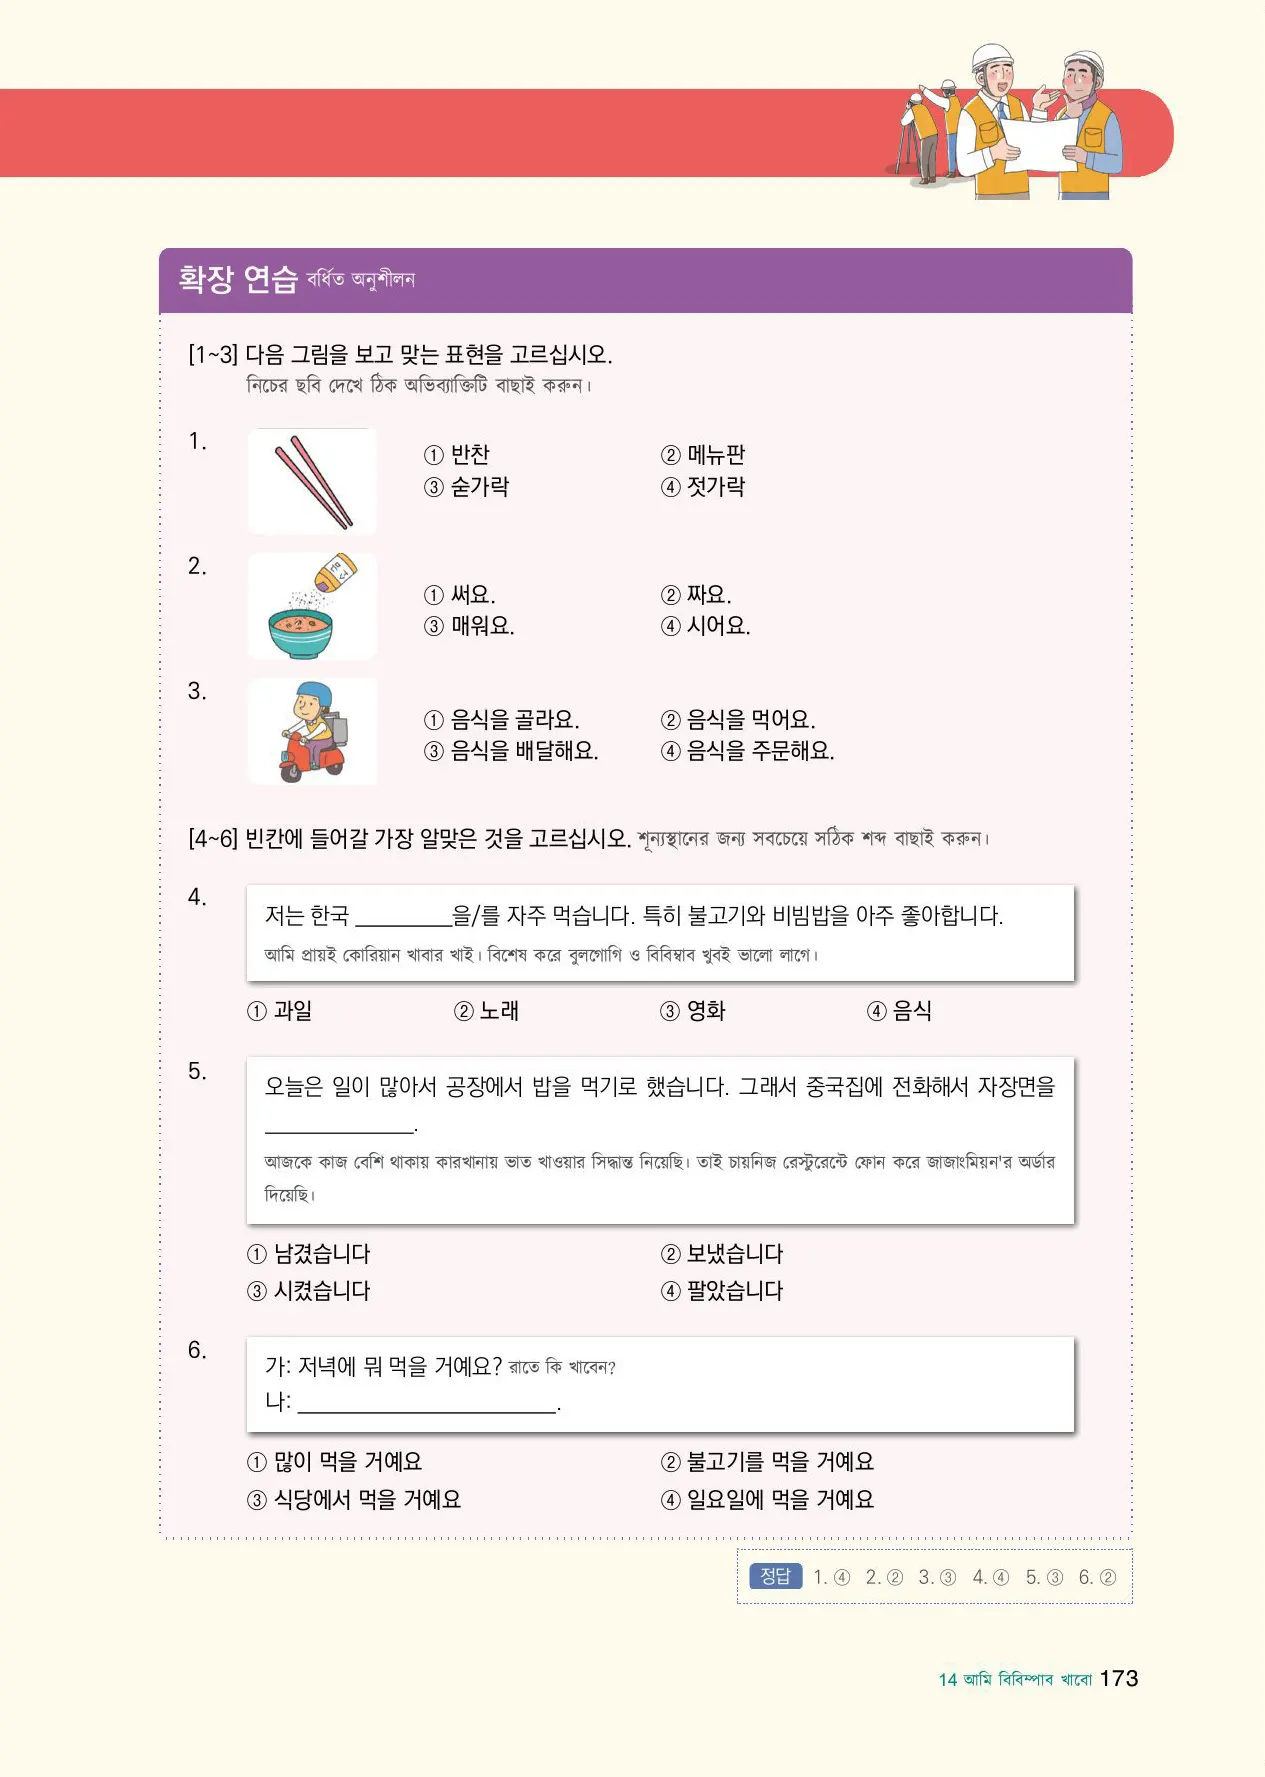 확장 연습 বর্ধিত অনুশীলন
[1~3] 다음 그림을 보고 맞는 표현을 고르십시오.
নিচের ছবি দেখে ঠিক অভিব্যাক্তিটি বাছাই করুন।
1.
① 반찬 ② 메뉴판
③ 숟가락 ④ 젓가락
2.
① 써요. ② 짜요.
③ 매워요. ④ 시어요.
3.
① 음식을 골라요. ② 음식을 먹어요.
③ 음식을 배달해요. ④ 음식을 주문해요.
[4~6] 빈칸에 들어갈 가장 알맞은 것을 고르십시오. শূন্যস্থানের জন্য সবচেয়ে সঠিক শব্দ বাছাই করুন।
4.
저는 한국 _________을/를 자주 먹습니다. 특히 불고기와 비빔밥을 아주 좋아합니다.
আমি প্রায়ই কোরিয়ান খাবার খাই। বিশেষ করে বুলগোগি ও বিবিম্বাব খুবই ভালো লাগে।
① 과일 ② 노래 ③ 영화 ④ 음식
5.
오늘은 일이 많아서 공장에서 밥을 먹기로 했습니다. 그래서 중국집에 전화해서 자장면을
______________.
আজকে কাজ বেশি থাকায় কারখানায় ভাত খাওয়ার সিদ্ধান্ত নিয়েছি। তাই চায়নিজ রেস্টুরেন্টে ফোন করে জাজাংমিয়ন'র অর্ডার
দিয়েছি।
① 남겼습니다 ② 보냈습니다
③ 시켰습니다 ④ 팔았습니다
6.
가: 저녁에 뭐 먹을 거예요? রাতে কি খাবেন?
나: ________________________.
① 많이 먹을 거예요 ② 불고기를 먹을 거예요
③ 식당에서 먹을 거예요 ④ 일요일에 먹을 거예요
정답 1. ④ 2. ② 3. ③ 4. ④ 5. ③ 6. ②
14 আমি বিবিম্পাব খাবো 173